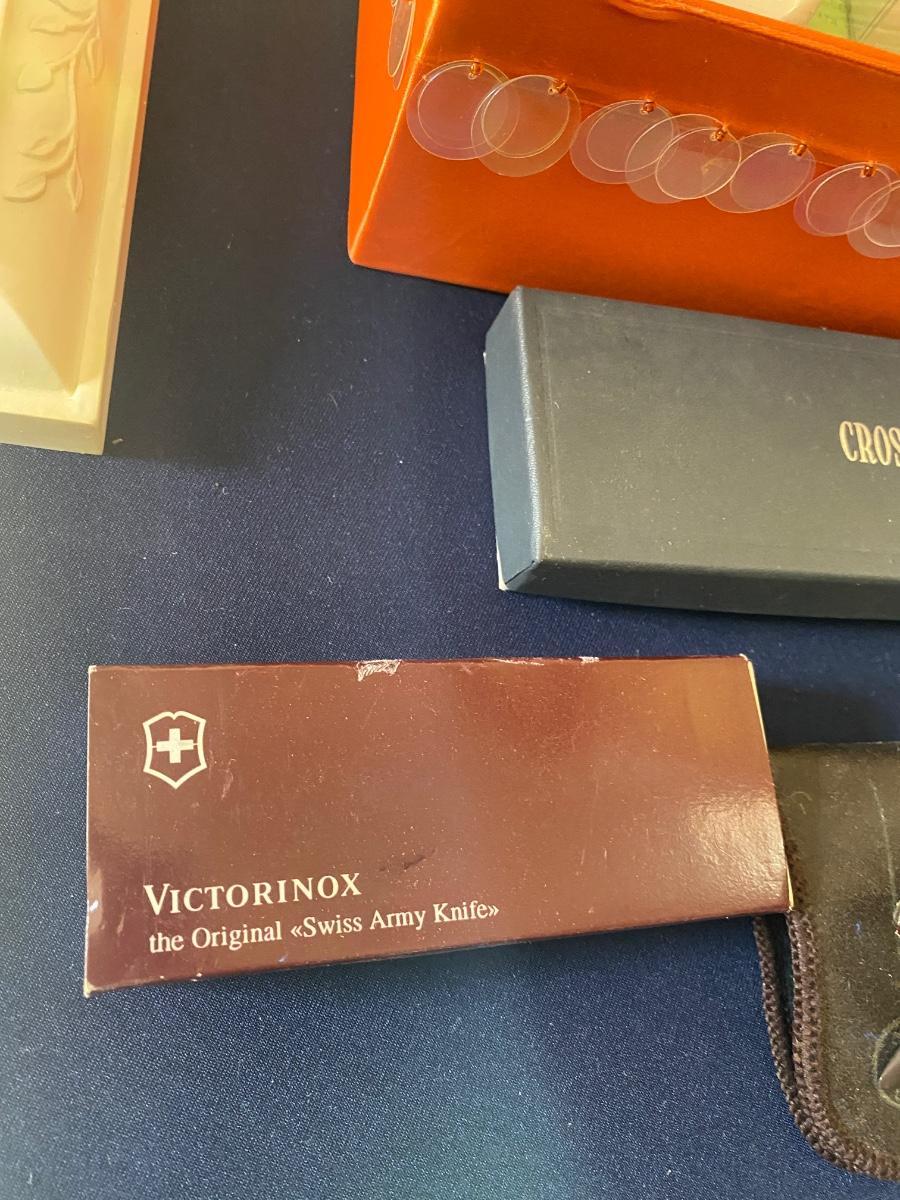 CROS
VICTORINOX
the Original «Swiss Army Knife»